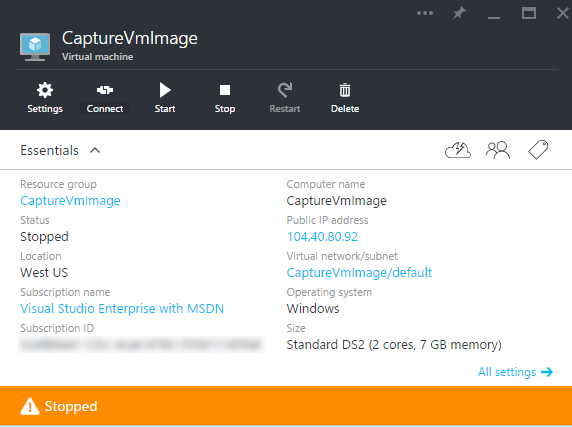 CaptureVmImage
Virtual machine
Settings Connect Start Stop Restart Delete
Essentials
Resource group
CaptureVmImage
Status
Stopped
Location
West US
Subscription name
Visual Studio Enterprise with MSDN
Subscription ID
Computer name
CaptureVmImage
Public IP address
104.40.80.92
Virtual network/subnet
CaptureVmImage/default
Operating system
Windows
Size
Standard DS2 (2 cores, 7 GB memory)
All settings
Stopped